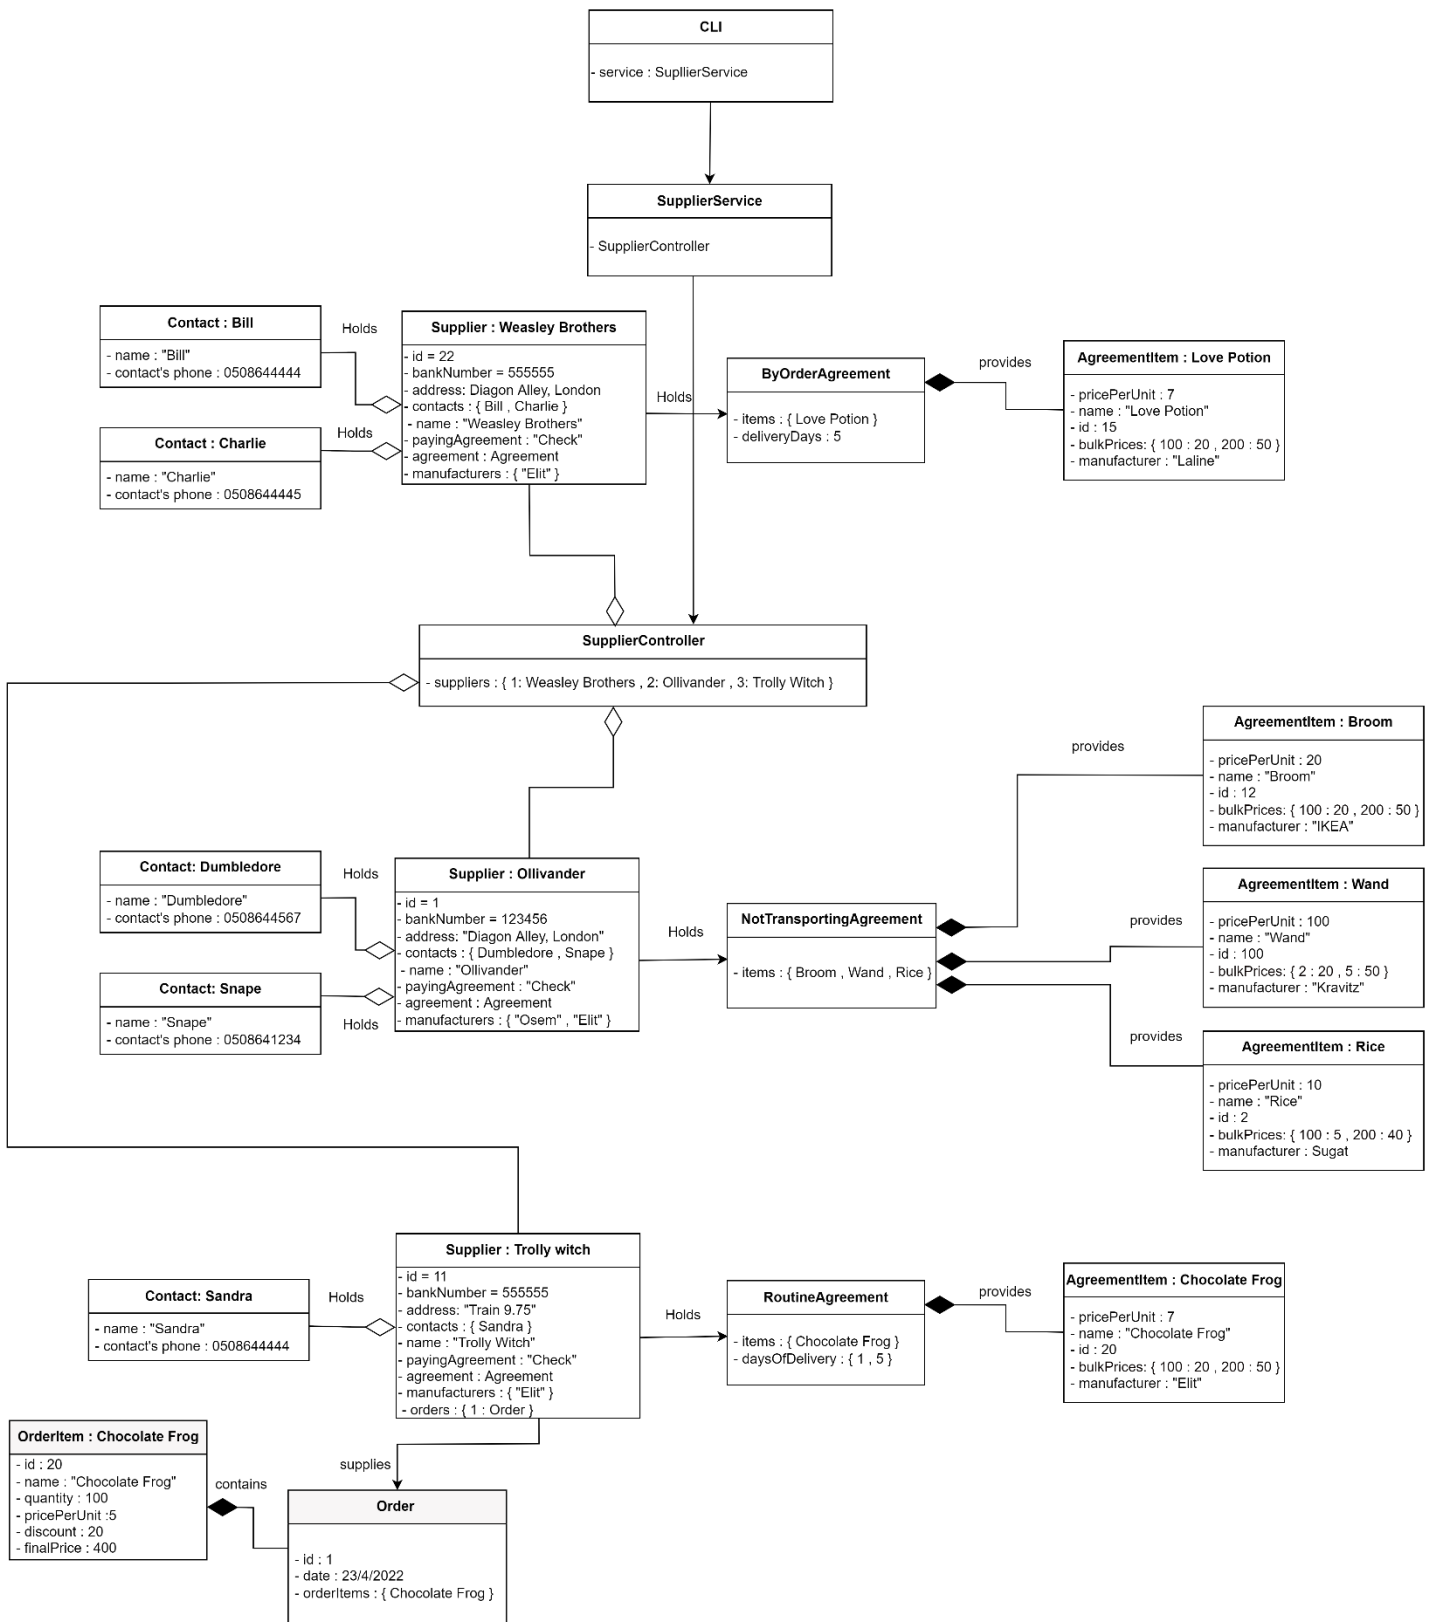 CLI
- service : SupllierService
SupplierService
- SupplierController
Contact : Bill
- name : "Bill"
- contact's phone : 0508644444
Holds
Supplier : Weasley Brothers
- id = 22
- bankNumber = 555555
- address: Diagon Alley, London
- contacts : { Bill , Charlie }
- name : "Weasley Brothers"
- payingAgreement : "Check"
- agreement : Agreement
- manufacturers : { "Elit" }
Holds
ByOrderAgreement
- items : { Love Potion }
- deliveryDays : 5
provides
AgreementItem : Love Potion
- pricePerUnit : 7
- name : "Love Potion"
- id : 15
- bulkPrices: { 100 : 20 , 200 : 50 }
- manufacturer : "Laline"
Contact : Charlie
- name : "Charlie"
- contact's phone : 0508644445
Holds
SupplierController
- suppliers : { 1: Weasley Brothers , 2: Ollivander , 3: Trolly Witch }
Contact: Dumbledore
- name : "Dumbledore"
- contact's phone : 0508644567
Holds
Supplier : Ollivander
- id = 1
- bankNumber = 123456
- address: "Diagon Alley, London"
- contacts : { Dumbledore , Snape }
- name : "Ollivander"
- payingAgreement : "Check"
- agreement : Agreement
- manufacturers : { "Osem" , "Elit" }
Contact: Snape
- name : "Snape"
- contact's phone : 0508641234
Holds
Holds
NotTransportingAgreement
- items : { Broom , Wand , Rice }
provides
AgreementItem : Broom
- pricePerUnit : 20
- name : "Broom"
- id : 12
- bulkPrices: { 100 : 20 , 200 : 50 }
- manufacturer : "IKEA"
provides
AgreementItem : Wand
- pricePerUnit : 100
- name : "Wand"
- id : 100
- bulkPrices: { 2 : 20 , 5 : 50 }
- manufacturer : "Kravitz"
provides
AgreementItem : Rice
- pricePerUnit : 10
- name : "Rice"
- id : 2
- bulkPrices: { 100 : 5 , 200 : 40 }
- manufacturer : Sugat
Contact: Sandra
- name : "Sandra"
- contact's phone : 0508644444
Holds
Supplier : Trolly witch
- id = 11
- bankNumber = 555555
- address: "Train 9.75"
- contacts : { Sandra }
- name : "Trolly Witch"
- payingAgreement : "Check"
- agreement : Agreement
- manufacturers : { "Elit" }
- orders : { 1 : Order }
Holds
RoutineAgreement
- items : { Chocolate Frog }
- daysOfDelivery : { 1 , 5 }
provides
AgreementItem : Chocolate Frog
- pricePerUnit : 7
- name : "Chocolate Frog"
- id : 20
- bulkPrices: { 100 : 20 , 200 : 50 }
- manufacturer : "Elit"
OrderItem : Chocolate Frog
- id : 20
- name : "Chocolate Frog"
- quantity : 100
- pricePerUnit :5
- discount : 20
- finalPrice : 400
contains
supplies
Order
- id : 1
- date : 23/4/2022
- orderItems : { Chocolate Frog }